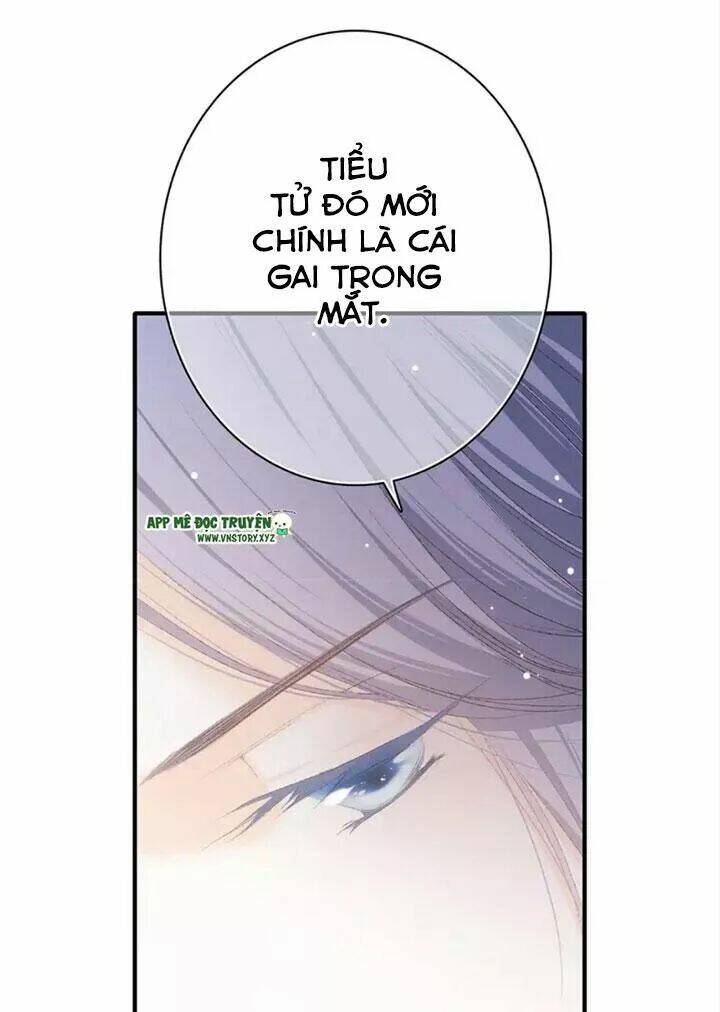 TIỂU
TỬ ĐÓ MỚI
CHÍNH LÀ CÁI
GAI TRONG
MẮT.
APP MÊ ĐỌC TRUYỆN
WWW.VNSTORY.XYZ